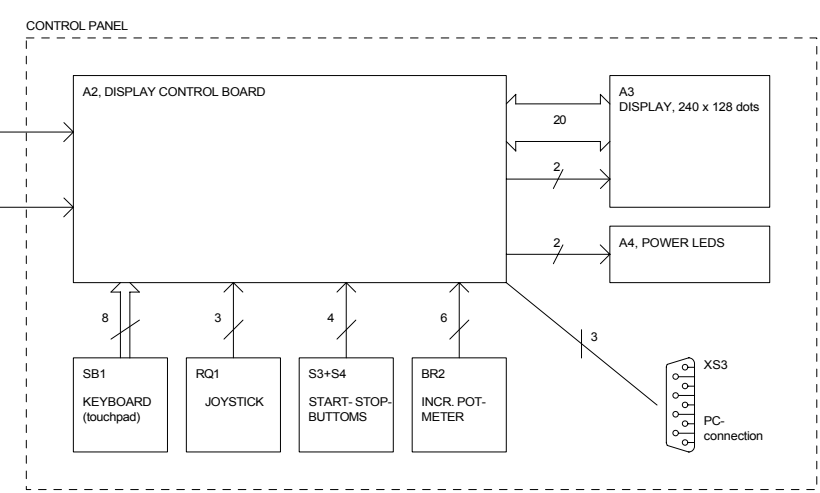 CONTROL PANEL
A2, DISPLAY CONTROL BOARD
A3
DISPLAY, 240 x 128 dots
20
2
2
A4, POWER LEDS
8
3
4
6
3
SB1
KEYBOARD
(touchpad)
RQ1
JOYSTICK
S3+S4
START- STOP-
BUTTOMS
BR2
INCR. POT-
METER
XS3
PC-
connection